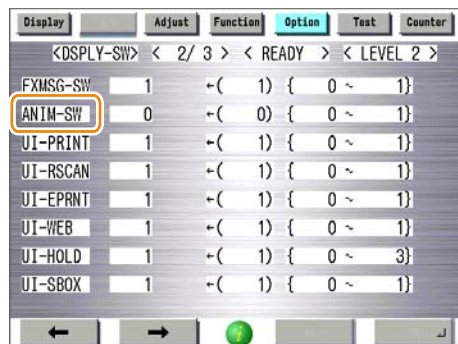 Display Adjust Function Option Test Counter
<DSPLY-SW> < 2/ 3 > < READY > < LEVEL 2 >
FXMSG-SW 1 ←( 1) { 0 ~ 1}
ANIM-SW 0 ←( 0) { 0 ~ 1}
UI-PRINT 1 ←( 1) { 0 ~ 1}
UI-RSCAN 1 ←( 1) { 0 ~ 1}
UI-EPRNT 1 ←( 1) { 0 ~ 1}
UI-WEB 1 ←( 1) { 0 ~ 1}
UI-HOLD 1 ←( 1) { 0 ~ 3}
UI-SBOX 1 ←( 1) { 0 ~ 1}